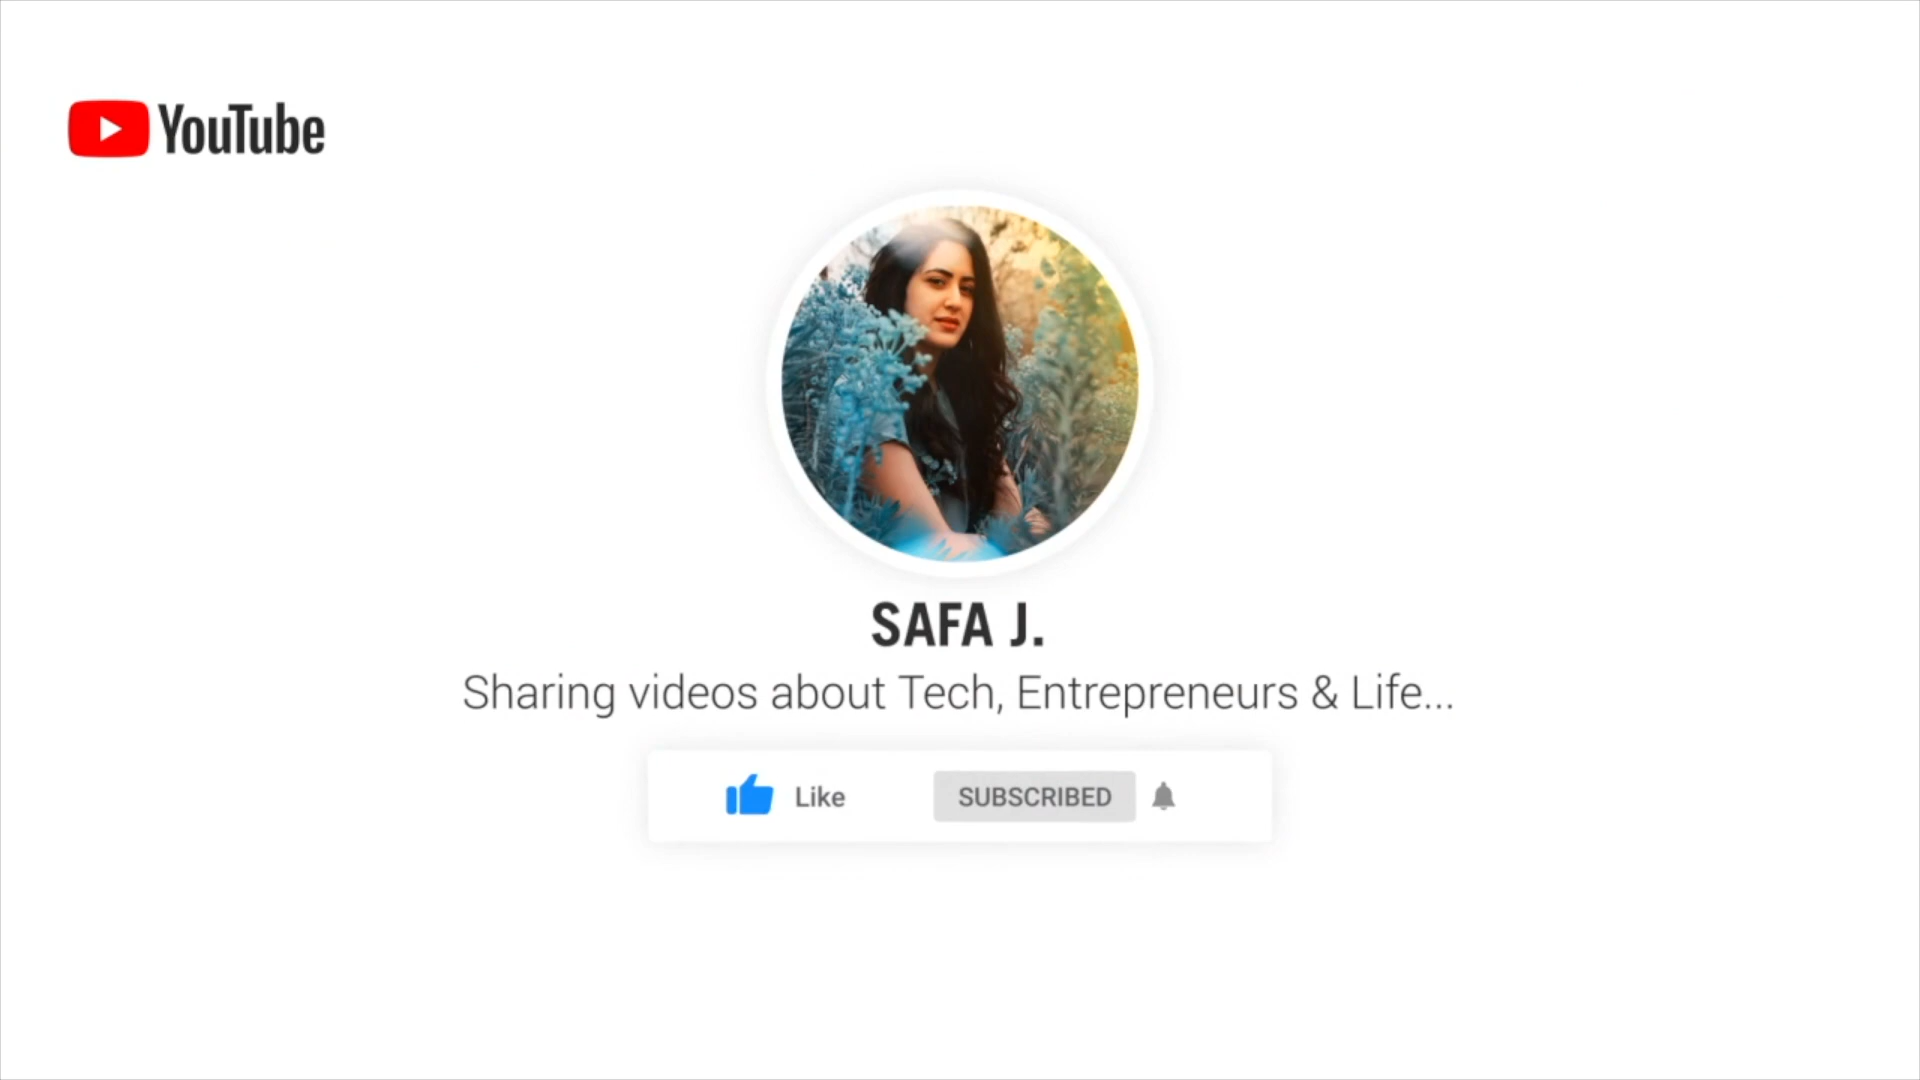 YouTube
SAFA J.
Sharing videos about Tech, Entrepreneurs & Life...
Like SUBSCRIBED